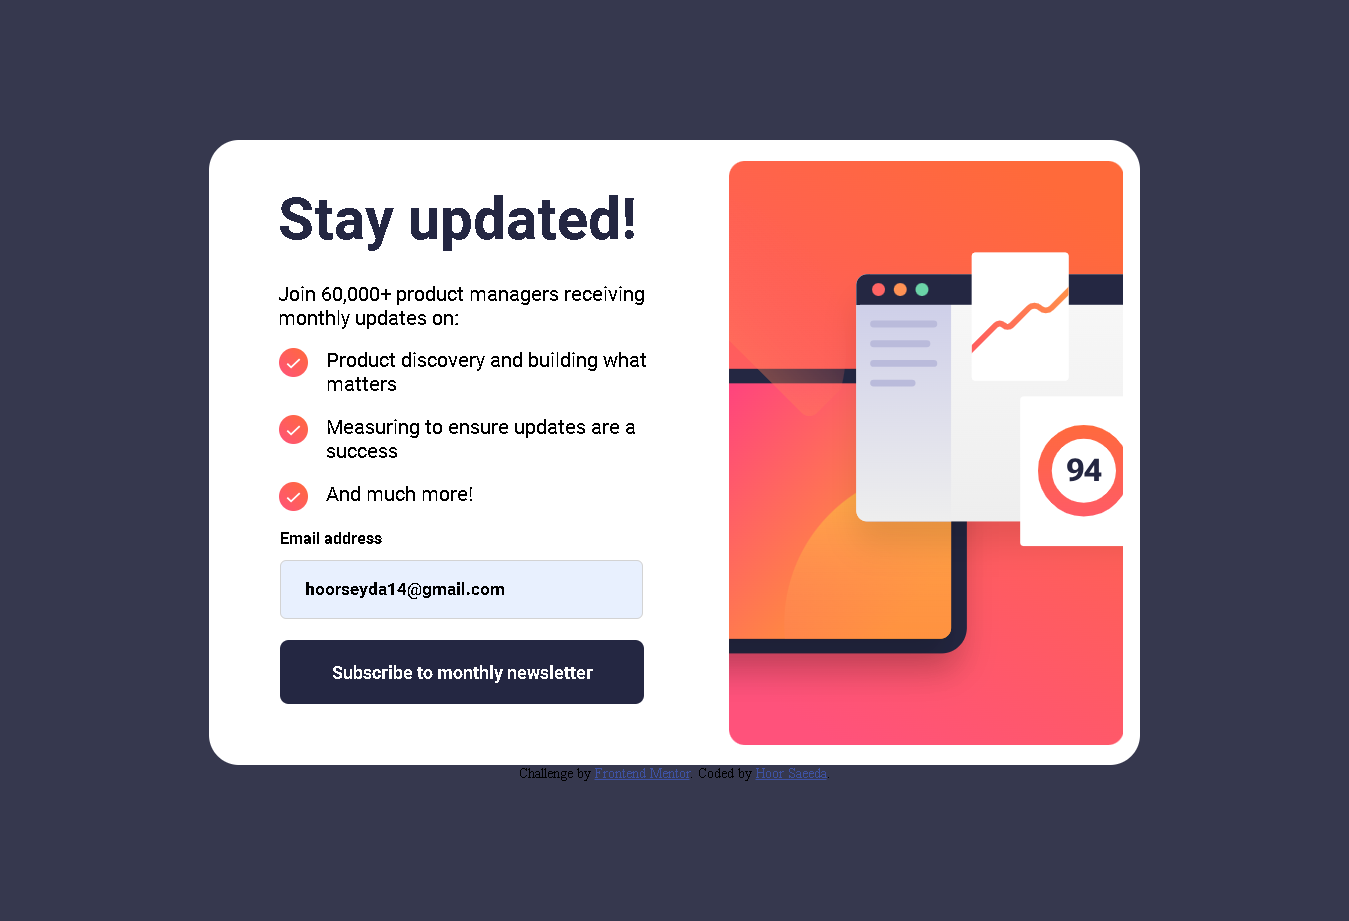 Stay updated!
Join 60,000+ product managers receiving
monthly updates on:
Product discovery and building what
matters
Measuring to ensure updates are a
success
And much more!
Email address
hoorseyda14@gmail.com
Subscribe to monthly newsletter
94
Challenge by Frontend Mentor. Coded by Hoor Saeeda.